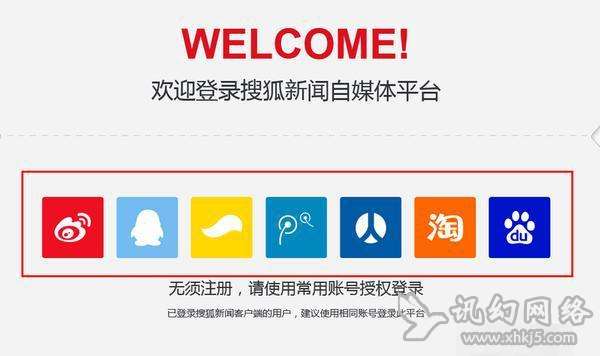 WELCOME!
欢迎登录搜狐新闻自媒体平台
淘
du
无须注册，请使用常用账号授权登录
已登录搜狐新闻客户端的用户，建议使用相同账号登录此平台
讯幻网络
www.xhkj5.com